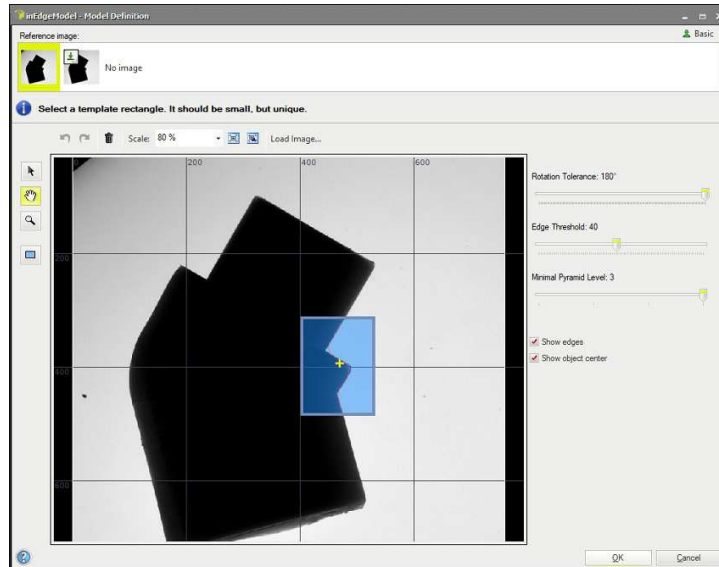 inEdgeModel - Model Definition
Reference image:
Basic
No image
Select a template rectangle. It should be small, but unique.
Scale: 80 %
Load Image...
200 400 600
Rotation Tolerance: 180°
Edge Threshold: 40
200
Minimal Pyramid Level: 3
Show edges
Show object center
400
600
OK Cancel